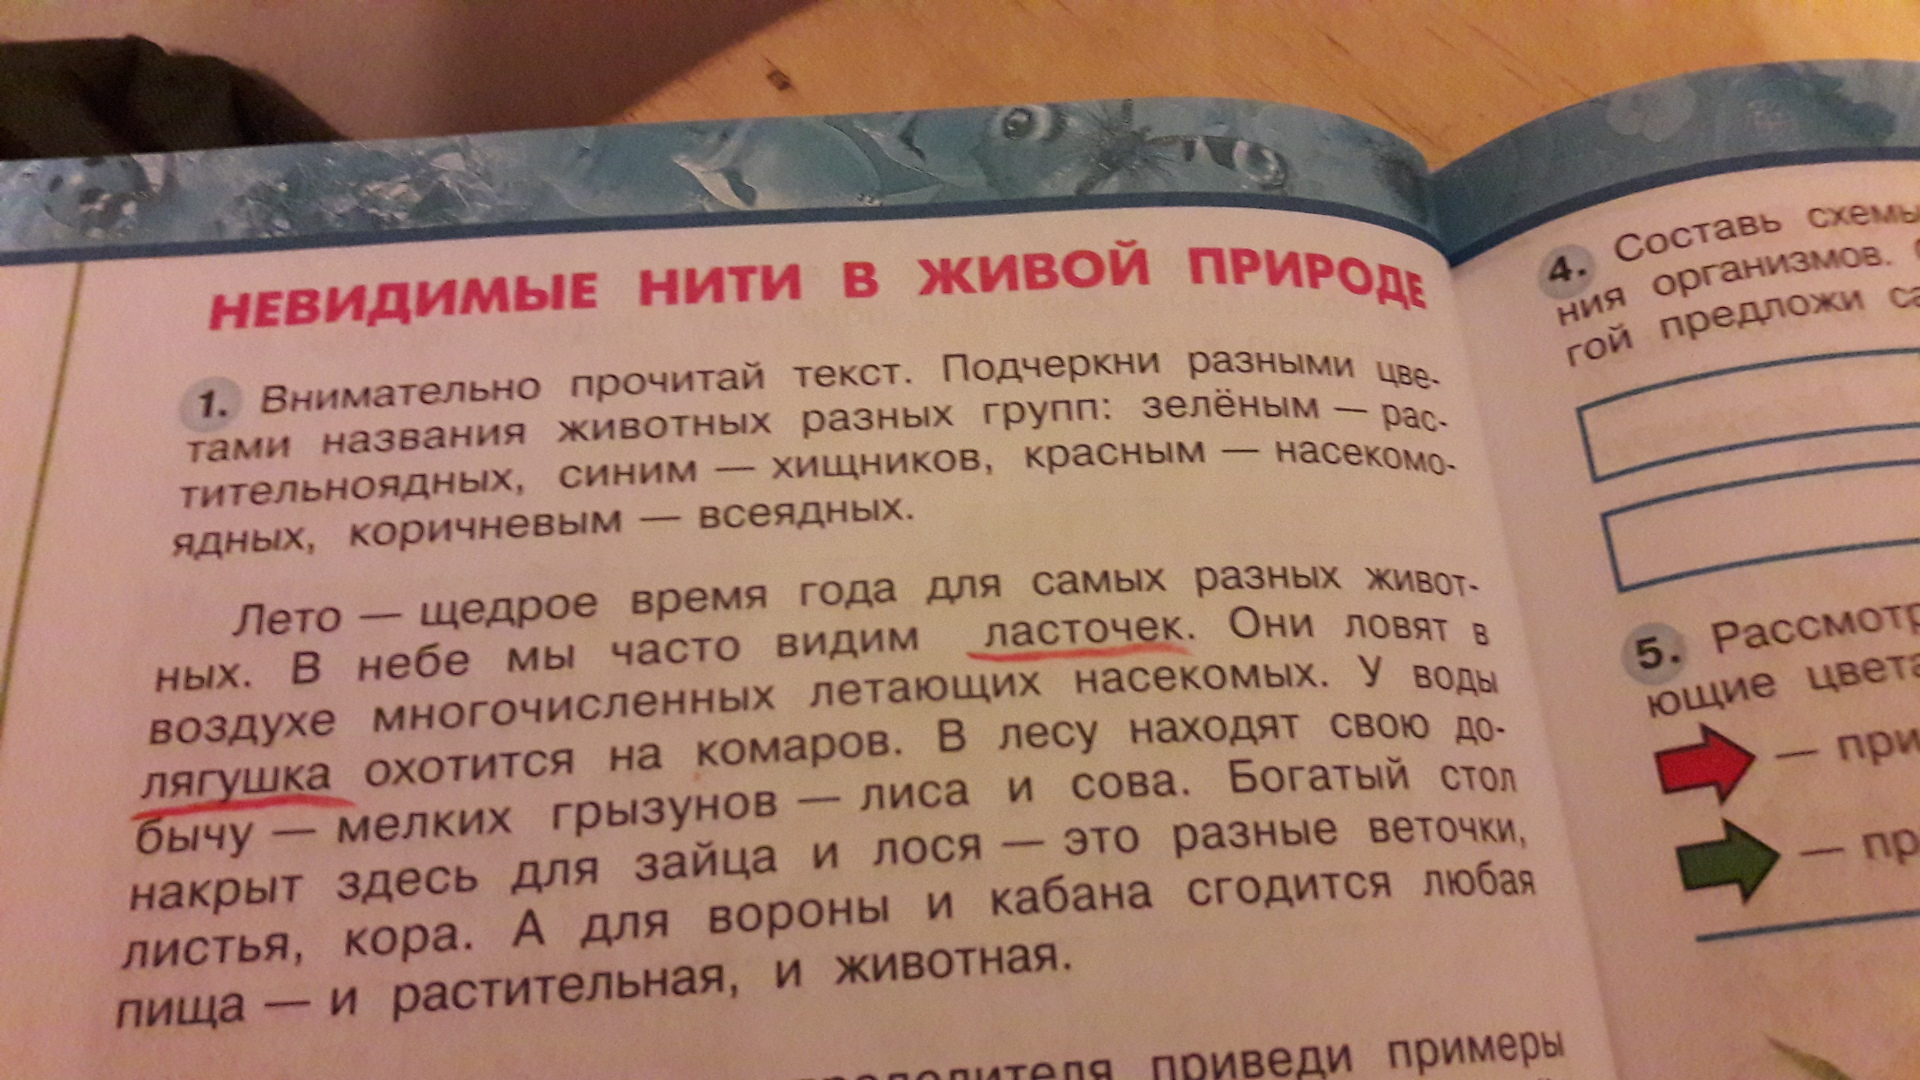 НЕВИДИМЫЕ НИТИ В ЖИВОЙ ПРИРОДЕ
1. Внимательно прочитай текст. Подчеркни разными цве-
тами названия животных разных групп: зелёным — рас-
тительноядных, синим — хищников, красным — насекомо-
ядных, коричневым — всеядных.
Лето — щедрое время года для самых разных живот-
ных. В небе мы часто видим ласточек. Они ловят в
воздухе многочисленных летающих насекомых. У воды
лягушка охотится на комаров. В лесу находят свою до-
бычу — мелких грызунов — лиса и сова. Богатый стол
накрыт здесь для зайца и лося — это разные веточки,
листья, кора. А для вороны и кабана сгодится любая
пища — и растительная, и животная.
приведи примеры
4. Составь схемы
ния организмов.
гой предложи
5.
ющие
—
—